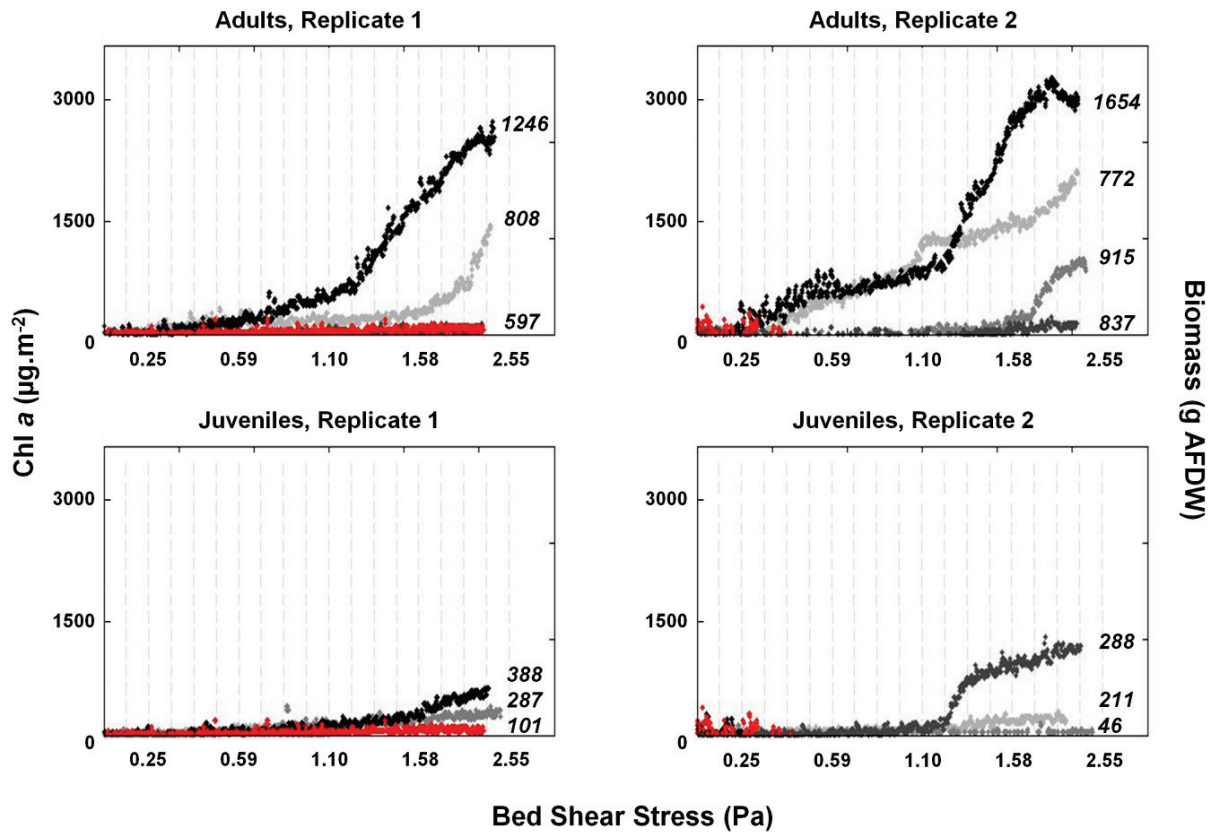 Adults, Replicate 1
Adults, Replicate 2
3000
1500
0
1246
808
597
0.25 0.59 1.10 1.58 2.55
3000
1500
0
1654
772
915
837
0.25 0.59 1.10 1.58 2.55
Juveniles, Replicate 1
Juveniles, Replicate 2
3000
1500
0
388
287
101
0.25 0.59 1.10 1.58 2.55
3000
1500
0
288
211
46
0.25 0.59 1.10 1.58 2.55
Chl a (µg.m⁻²)
Biomass (g AFDW)
Bed Shear Stress (Pa)